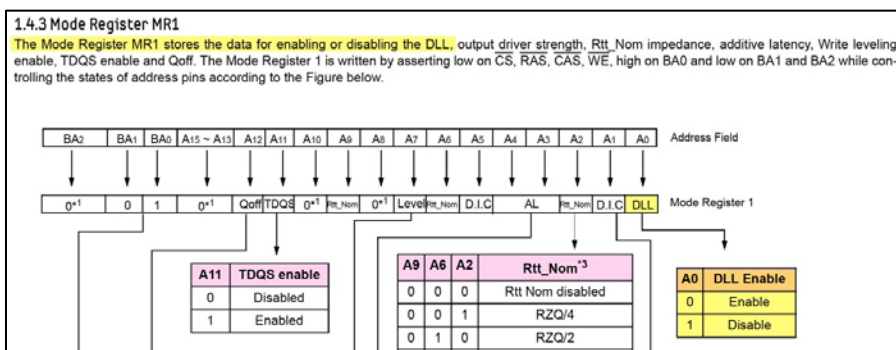 1.4.3 Mode Register MR1
The Mode Register MR1 stores the data for enabling or disabling the DLL, output driver strength, Rtt_Nom impedance, additive latency, Write leveling
enable, TDQS enable and Qoff. The Mode Register 1 is written by asserting low on CS, RAS, CAS, WE, high on BA0 and low on BA1 and BA2 while con-
trolling the states of address pins according to the Figure below.
BA2 BA1 BA0 A15 ~ A13 A12 A11 A10 A9 A8 A7 A6 A5 A4 A3 A2 A1 A0 Address Field
0*1 0 1 0*1 Qoff TDQS 0*1 Rtt_Nom 0*1 Level Rtt_Nom D.I.C AL Rtt_Nom D.I.C DLL Mode Register 1
A11 TDQS enable
0 Disabled
1 Enabled
A9 A6 A2 Rtt_Nom*3
0 0 0 Rtt Nom disabled
0 0 1 RZQ/4
0 1 0 RZQ/2
A0 DLL Enable
0 Enable
1 Disable